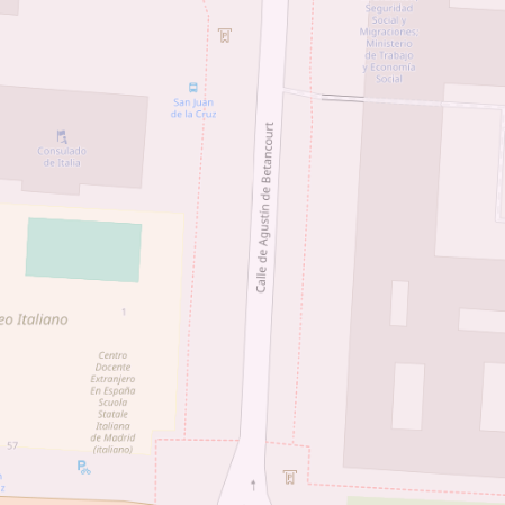 Seguridad
Social y
Migraciones;
Ministerio
de Trabajo
y Economía
Social
San Juan
de la Cruz
Consulado
de Italia
Calle de Agustín de Betancourt
1
eo Italiano
Centro
Docente
Extranjero
En España
Scuola
Statale
Italiana
de Madrid
(italiano)
57
z